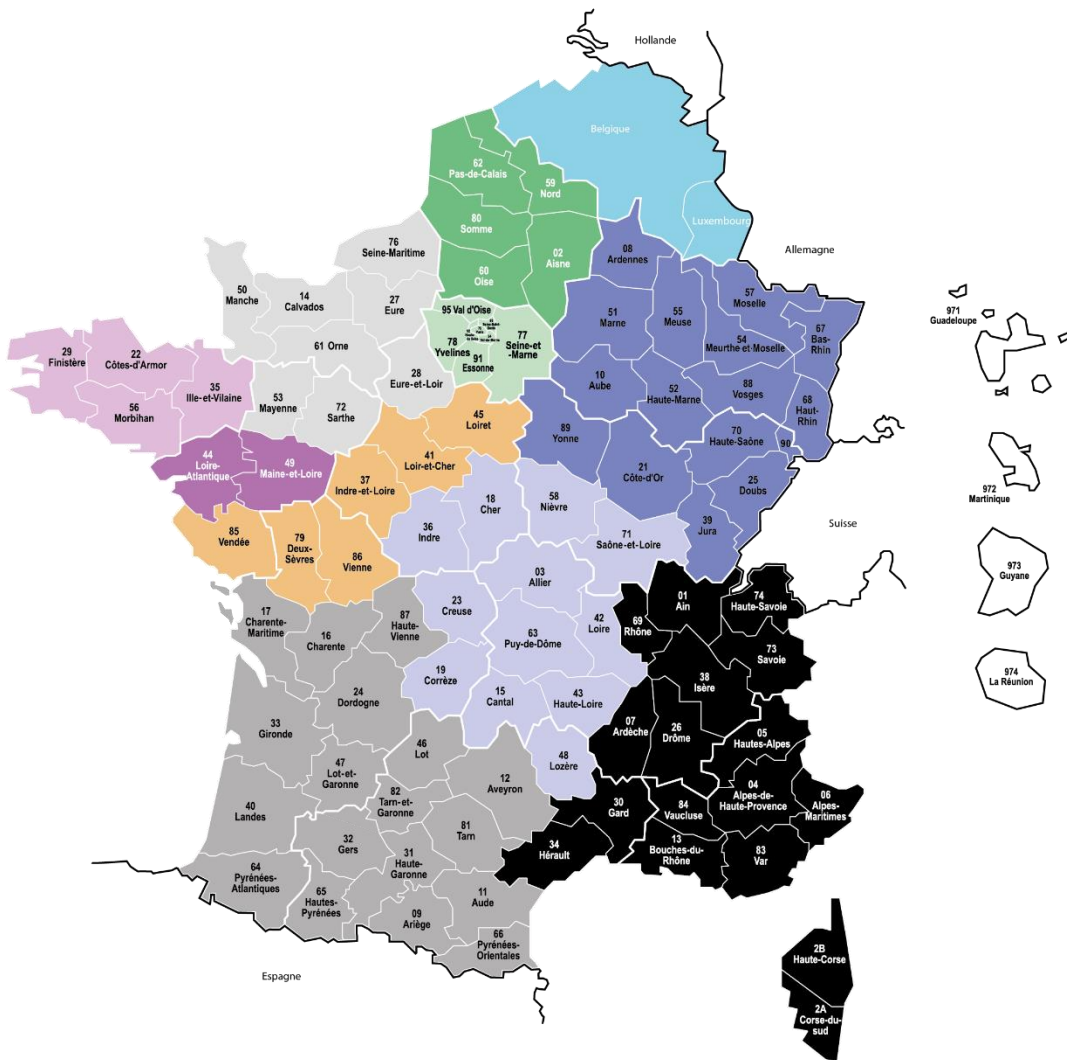 Hollande
Belgique
62
Pas-de-Calais
59
Nord
Luxembourg
80
Somme
76
Seine-Maritime
08
Ardennes
Allemagne
02
Aisne
60
Oise
50
Manche
14
Calvados
27
Eure
57
Moselle
971
Guadeloupe
95 Val d'Oise
51
Marne
55
Meuse
67
Bas-
Rhin
61 Orne
78
Yvelines
77
Seine-et
-Marne
54
Meurthe et-Moselle
29
Finistère
22
Côtes-d'Armor
91
Essonne
28
Eure-et-Loir
10
Aube
52
Haute-Marne
88
Vosges
35
Ille-et-Vilaine
53
Mayenne
72
Sarthe
68
Haut-
Rhin
56
Morbihan
45
Loiret
89
Yonne
70
Haute-Saône
90
44
Loire-
Atlantique
49
Maine-et-Loire
41
Loir-et-Cher
21
Côte-d'Or
25
Doubs
972
Martinique
37
Indre-et-Loire
18
Cher
58
Nièvre
39
Jura
Suisse
85
Vendée
79
Deux-
Sèvres
86
Vienne
36
Indre
71
Saône-et-Loire
973
Guyane
03
Allier
01
Ain
74
Haute-Savoie
17
Charente-
Maritime
87
Haute-
Vienne
23
Creuse
42
Loire
69
Rhône
16
Charente
63
Puy-de-Dôme
73
Savoie
974
La Réunion
19
Corrèze
38
Isère
24
Dordogne
15
Cantal
43
Haute-Loire
33
Gironde
07
Ardèche
26
Drôme
05
Hautes-Alpes
46
Lot
48
Lozère
47
Lot-et-
Garonne
12
Aveyron
04
Alpes-de-
Haute-Provence
06
Alpes-
Maritimes
40
Landes
82
Tarn-et-
Garonne
30
Gard
84
Vaucluse
81
Tarn
32
Gers
34
Hérault
13
Bouches-du-
Rhône
83
Var
31
Haute-
Garonne
64
Pyrénées-
Atlantiques
65
Hautes-
Pyrénées
11
Aude
09
Ariège
66
Pyrénées-
Orientales
Espagne
2B
Haute-Corse
2A
Corse-du-
sud